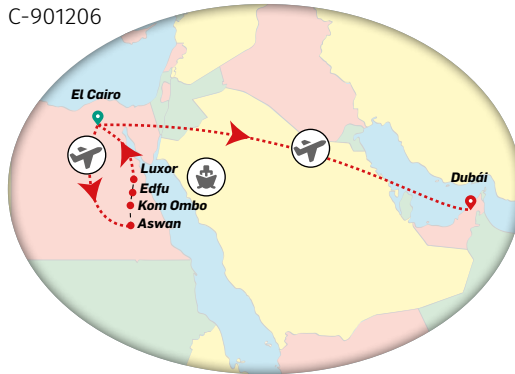 C-901206
El Cairo
Luxor
Edfu
Kom Ombo
Aswan
Dubái